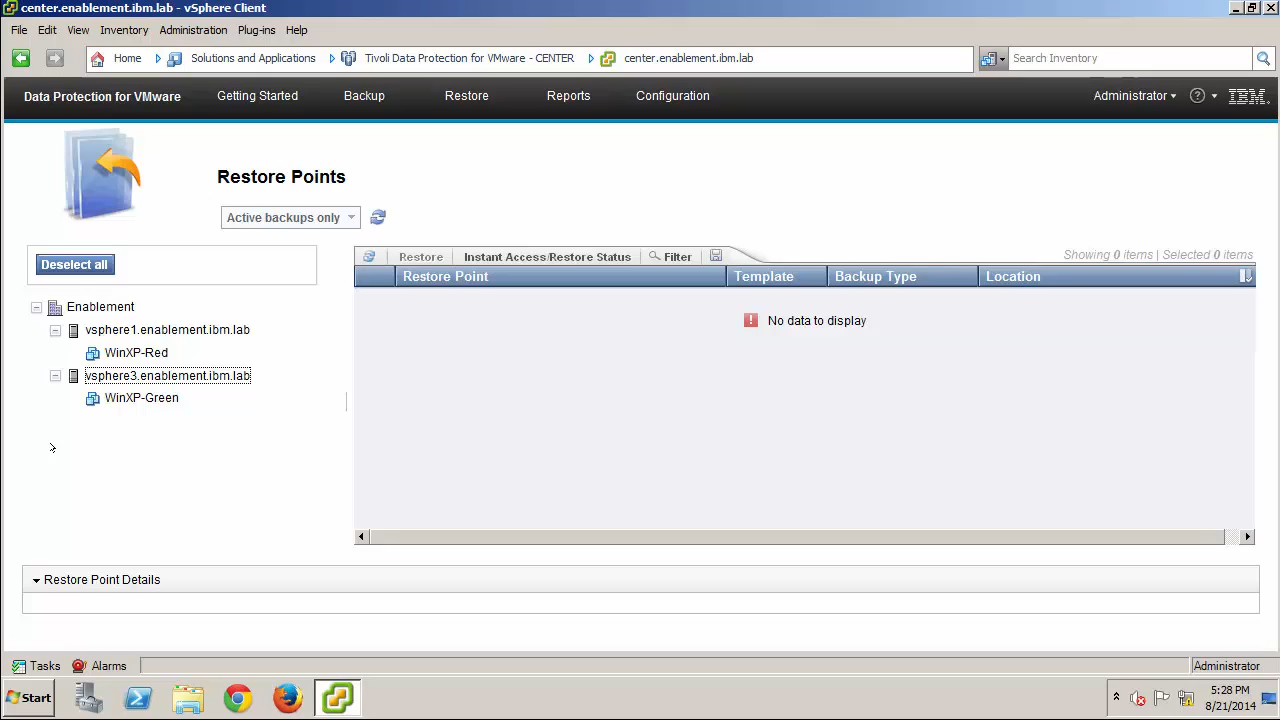 center.enablement.ibm.lab - vSphere Client
File Edit View Inventory Administration Plug-ins Help
Home Solutions and Applications Tivoli Data Protection for VMware - CENTER center.enablement.ibm.lab Search Inventory
Data Protection for VMware Getting Started Backup Restore Reports Configuration Administrator ? IBM.
Restore Points
Active backups only
Deselect all
Restore Instant Access/Restore Status Filter Showing 0 items | Selected 0 items
Restore Point Template Backup Type Location
No data to display
Enablement
vsphere1.enablement.ibm.lab
WinXP-Red
vsphere3.enablement.ibm.lab
WinXP-Green
Restore Point Details
Tasks Alarms Administrator
Start 5:28 PM
8/21/2014